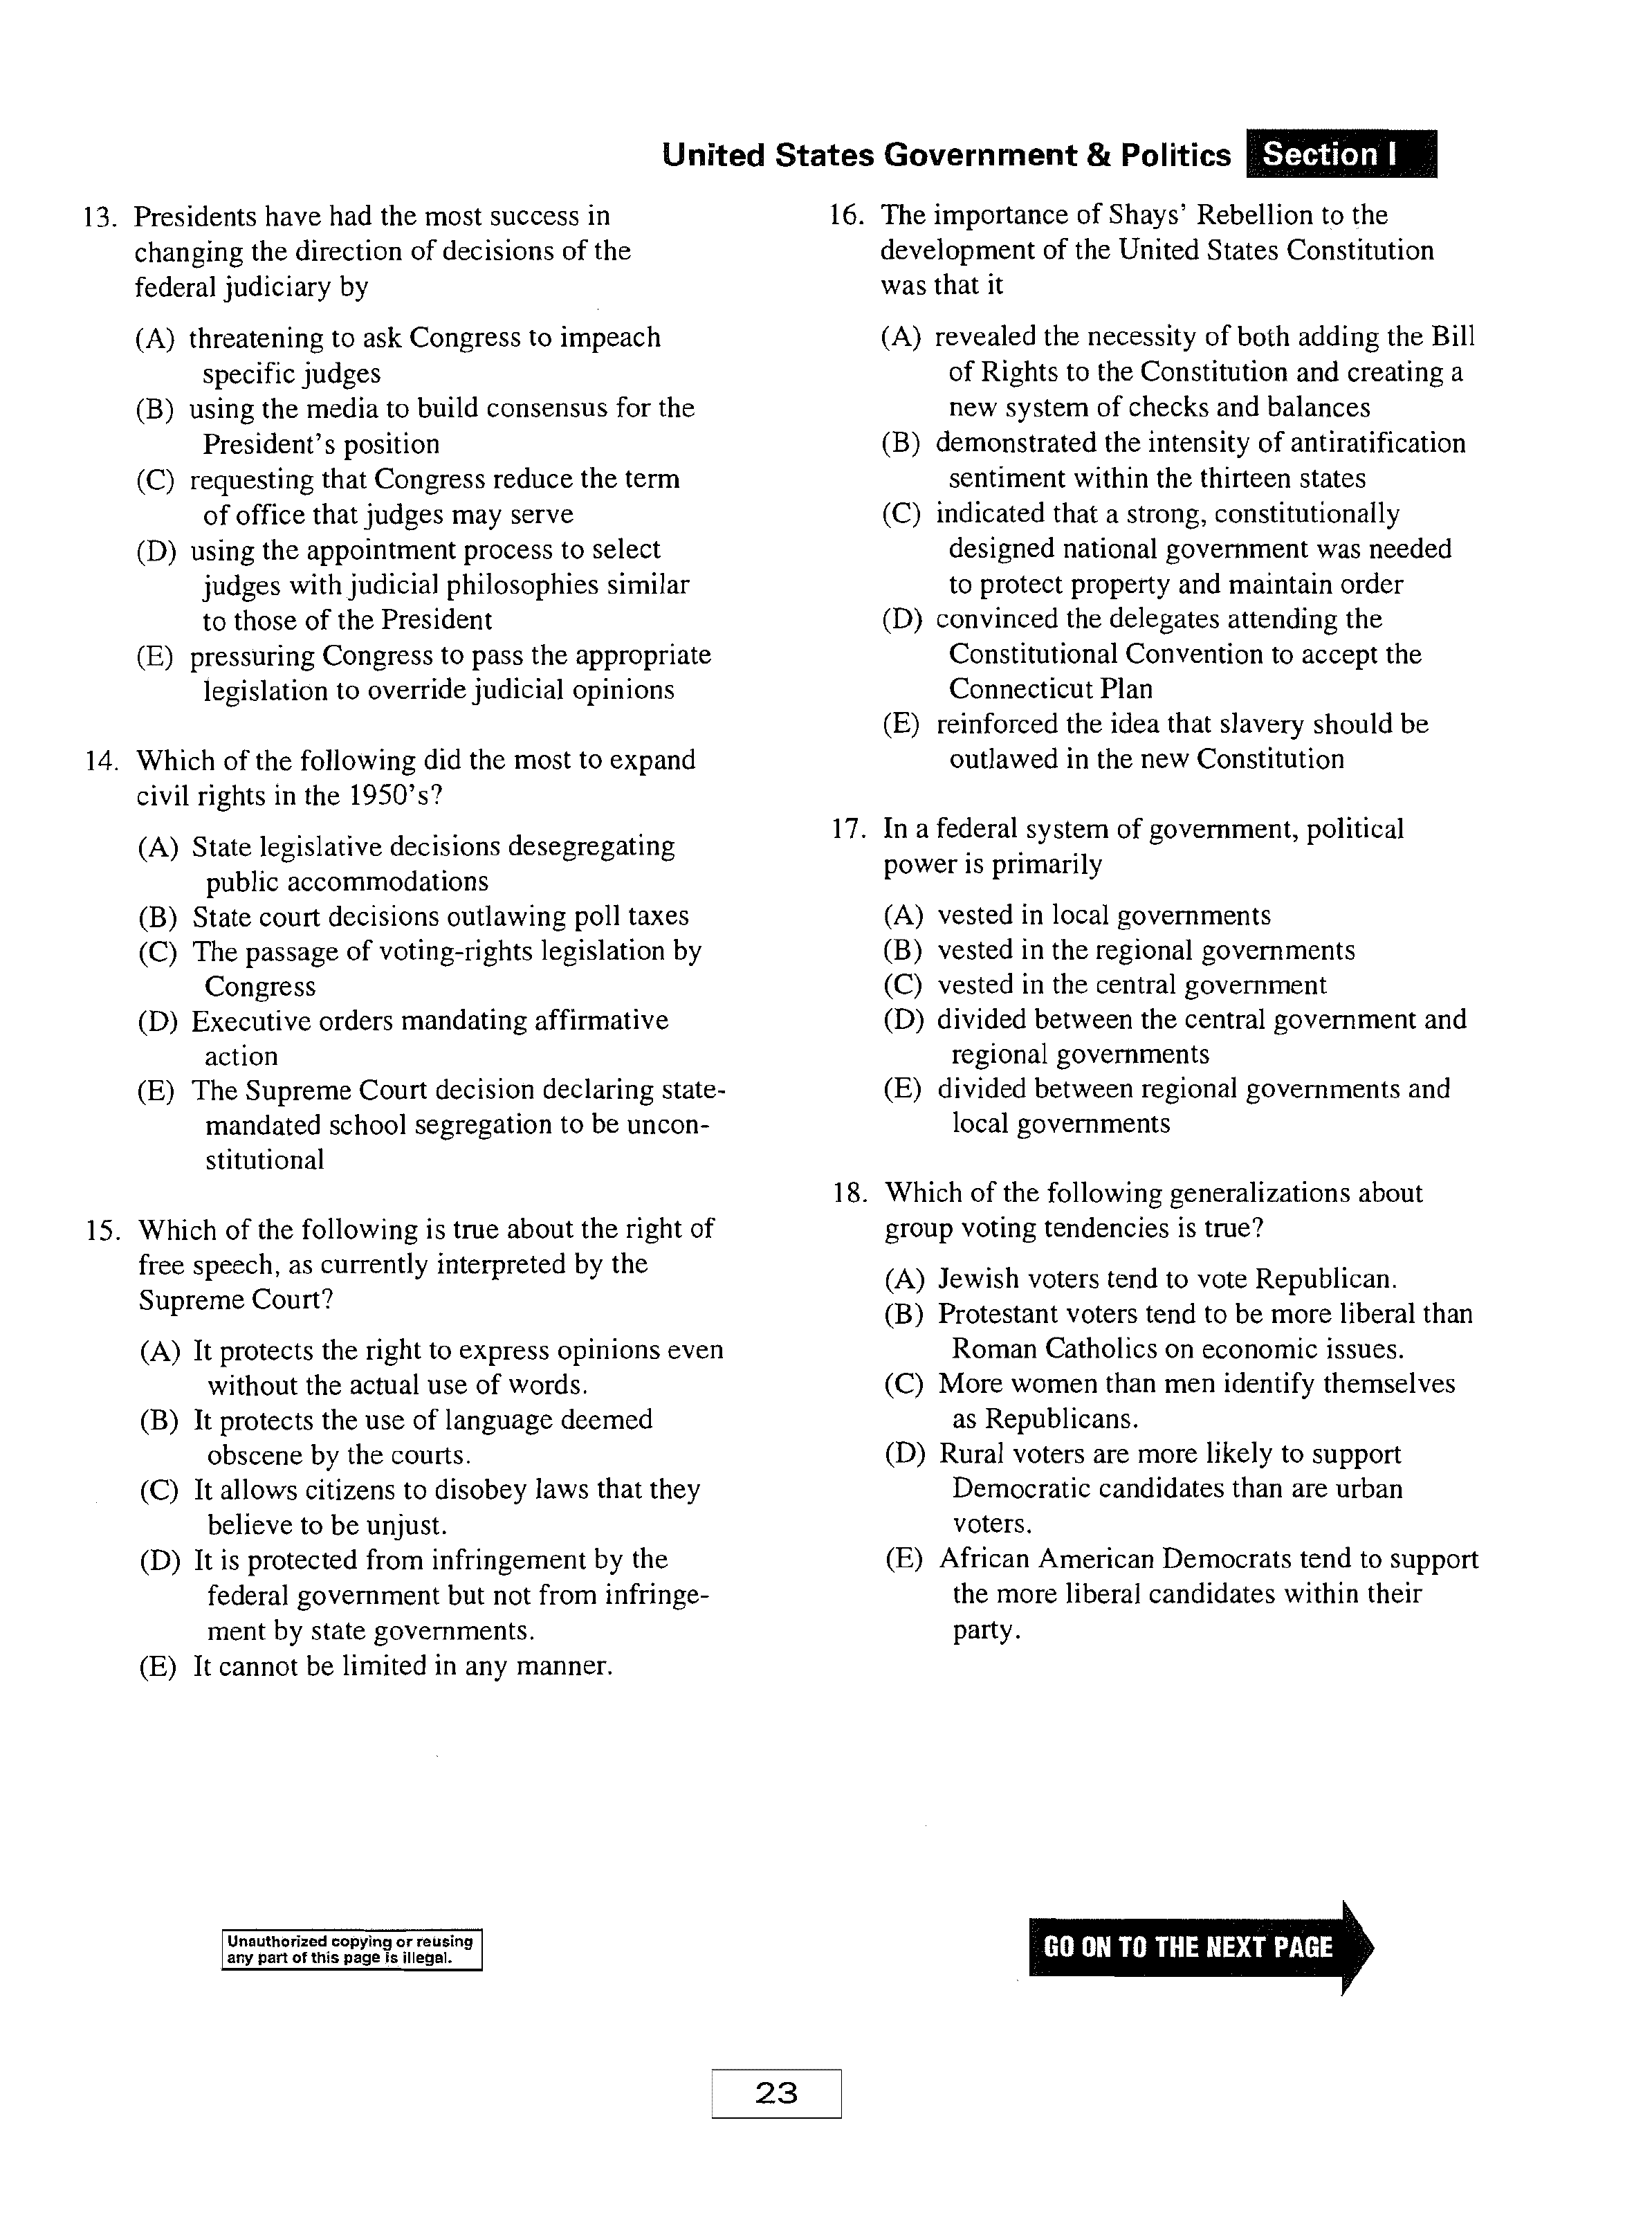 United States Government & Politics Section I
13. Presidents have had the most success in
changing the direction of decisions of the
federal judiciary by
(A) threatening to ask Congress to impeach
specific judges
(B) using the media to build consensus for the
President's position
(C) requesting that Congress reduce the term
of office that judges may serve
(D) using the appointment process to select
judges with judicial philosophies similar
to those of the President
(E) pressuring Congress to pass the appropriate
legislation to override judicial opinions
14. Which of the following did the most to expand
civil rights in the 1950's?
(A) State legislative decisions desegregating
public accommodations
(B) State court decisions outlawing poll taxes
(C) The passage of voting-rights legislation by
Congress
(D) Executive orders mandating affirmative
action
(E) The Supreme Court decision declaring state-
mandated school segregation to be uncon-
stitutional
15. Which of the following is true about the right of
free speech, as currently interpreted by the
Supreme Court?
(A) It protects the right to express opinions even
without the actual use of words.
(B) It protects the use of language deemed
obscene by the courts.
(C) It allows citizens to disobey laws that they
believe to be unjust.
(D) It is protected from infringement by the
federal government but not from infringe-
ment by state governments.
(E) It cannot be limited in any manner.
16. The importance of Shays' Rebellion to the
development of the United States Constitution
was that it
(A) revealed the necessity of both adding the Bill
of Rights to the Constitution and creating a
new system of checks and balances
(B) demonstrated the intensity of antiratification
sentiment within the thirteen states
(C) indicated that a strong, constitutionally
designed national government was needed
to protect property and maintain order
(D) convinced the delegates attending the
Constitutional Convention to accept the
Connecticut Plan
(E) reinforced the idea that slavery should be
outlawed in the new Constitution
17. In a federal system of government, political
power is primarily
(A) vested in local governments
(B) vested in the regional governments
(C) vested in the central government
(D) divided between the central government and
regional governments
(E) divided between regional governments and
local governments
18. Which of the following generalizations about
group voting tendencies is true?
(A) Jewish voters tend to vote Republican.
(B) Protestant voters tend to be more liberal than
Roman Catholics on economic issues.
(C) More women than men identify themselves
as Republicans.
(D) Rural voters are more likely to support
Democratic candidates than are urban
voters.
(E) African American Democrats tend to support
the more liberal candidates within their
party.
Unauthorized copying or reusing
any part of this page is illegal.
GO ON TO THE NEXT PAGE
23